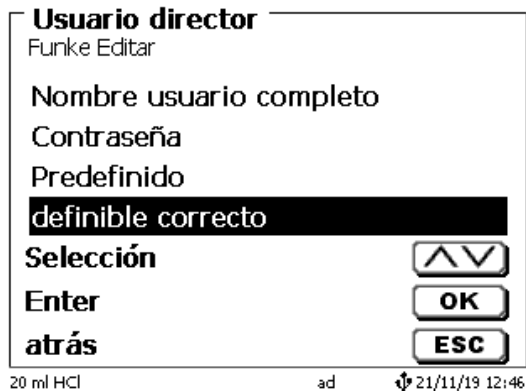 Usuario director
Funke Editar
Nombre usuario completo
Contraseña
Predefinido
definible correcto
Selección
Enter OK
atrás ESC
20 ml HCl ad 21/11/19 12:46